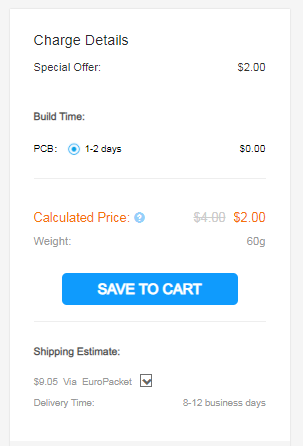 Charge Details
Special Offer: $2.00
Build Time:
PCB: 1-2 days $0.00
Calculated Price: ? $4.00 $2.00
Weight: 60g
SAVE TO CART
Shipping Estimate:
$9.05 Via EuroPacket
Delivery Time: 8-12 business days